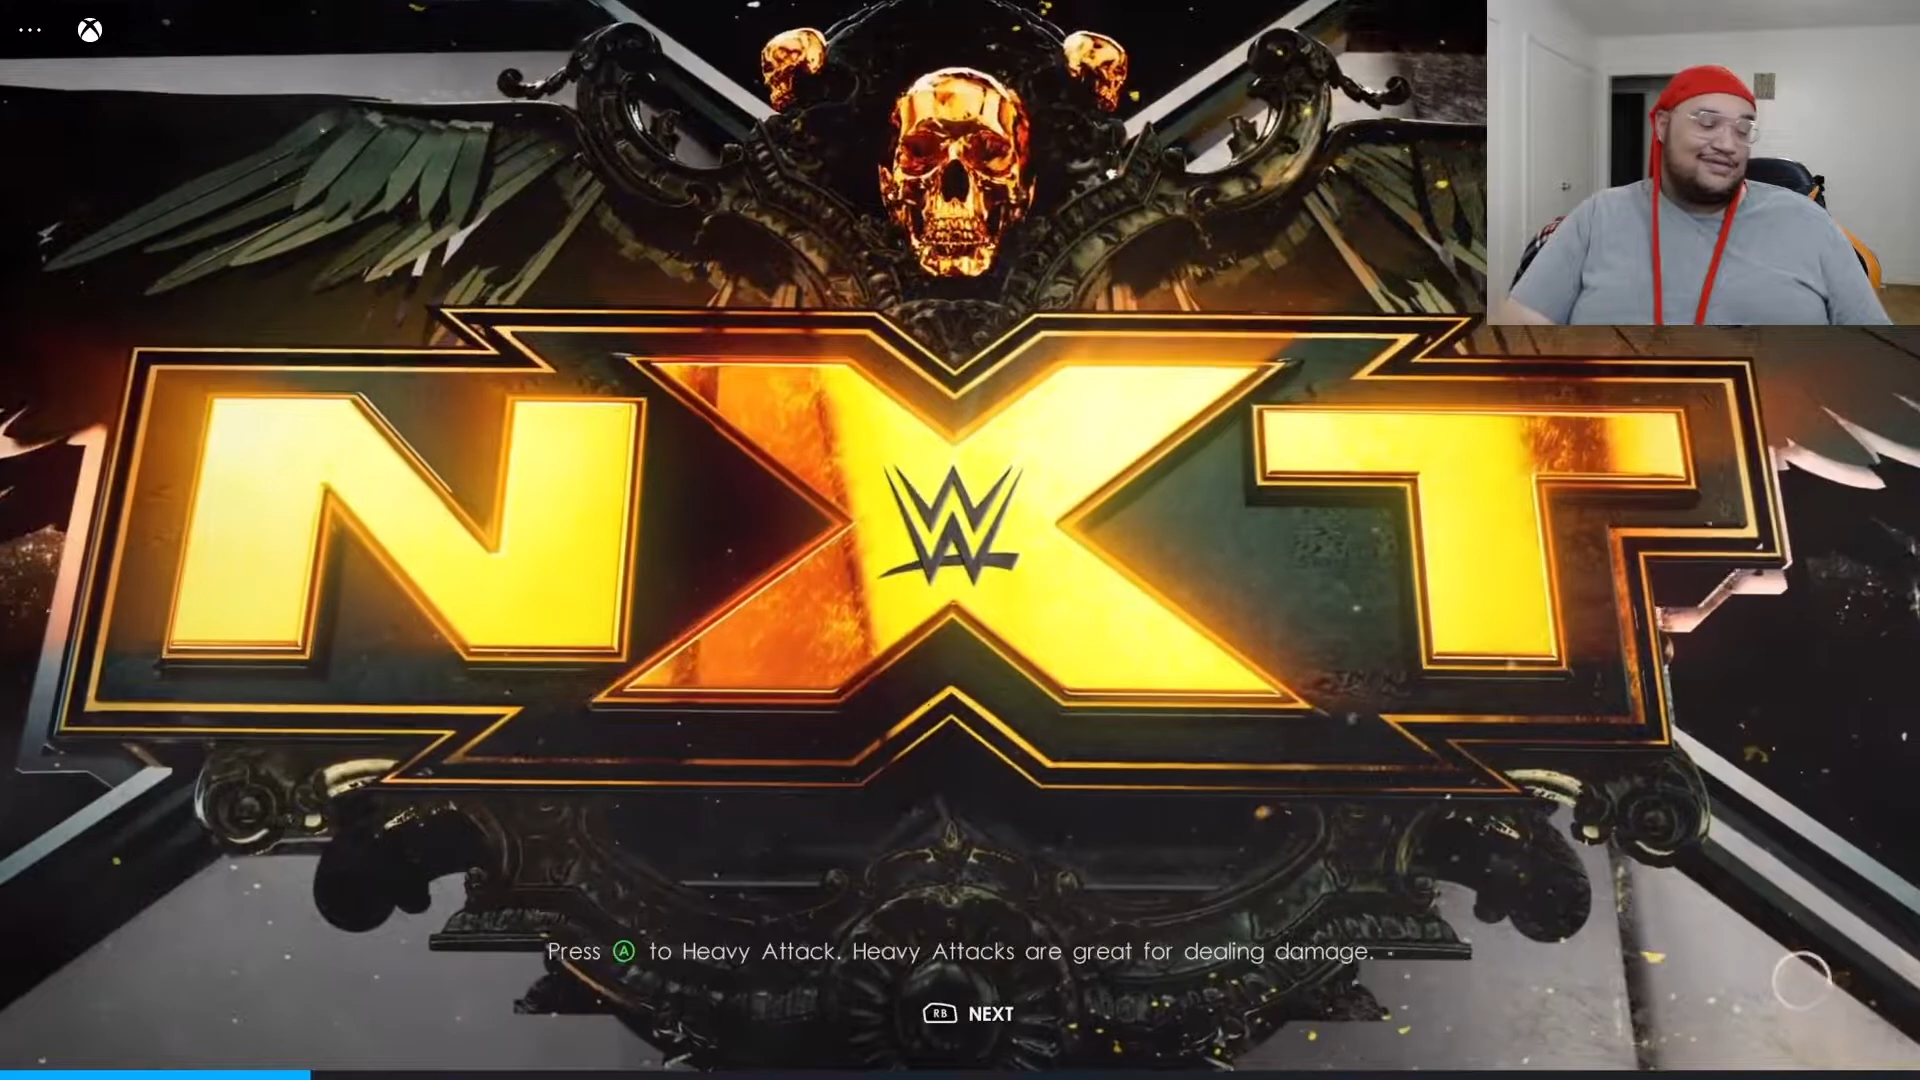 NXT
W
Press A to Heavy Attack. Heavy Attacks are great for dealing damage.
RB NEXT